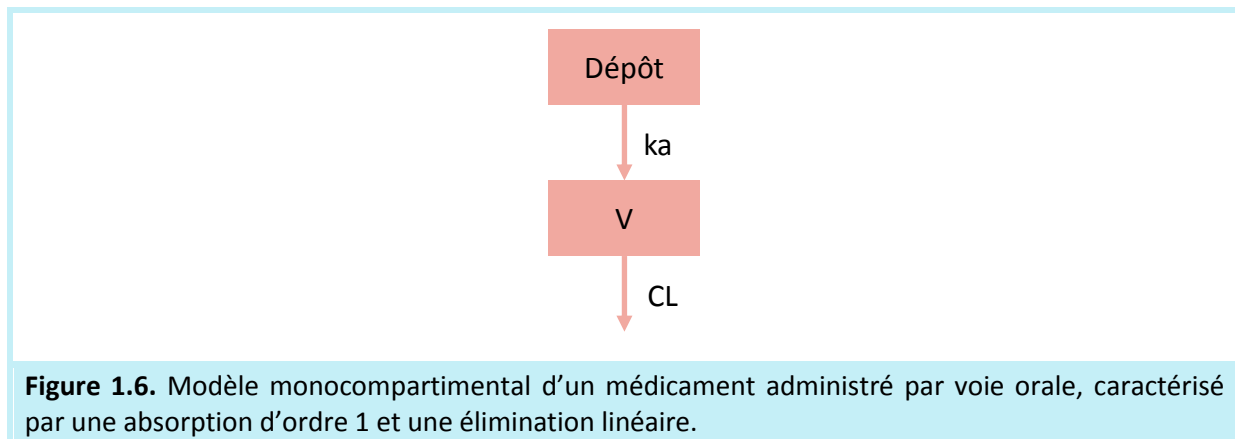 Dépôt
ka
V
CL
Figure 1.6. Modèle monocompartimental d’un médicament administré par voie orale, caractérisé
par une absorption d’ordre 1 et une élimination linéaire.